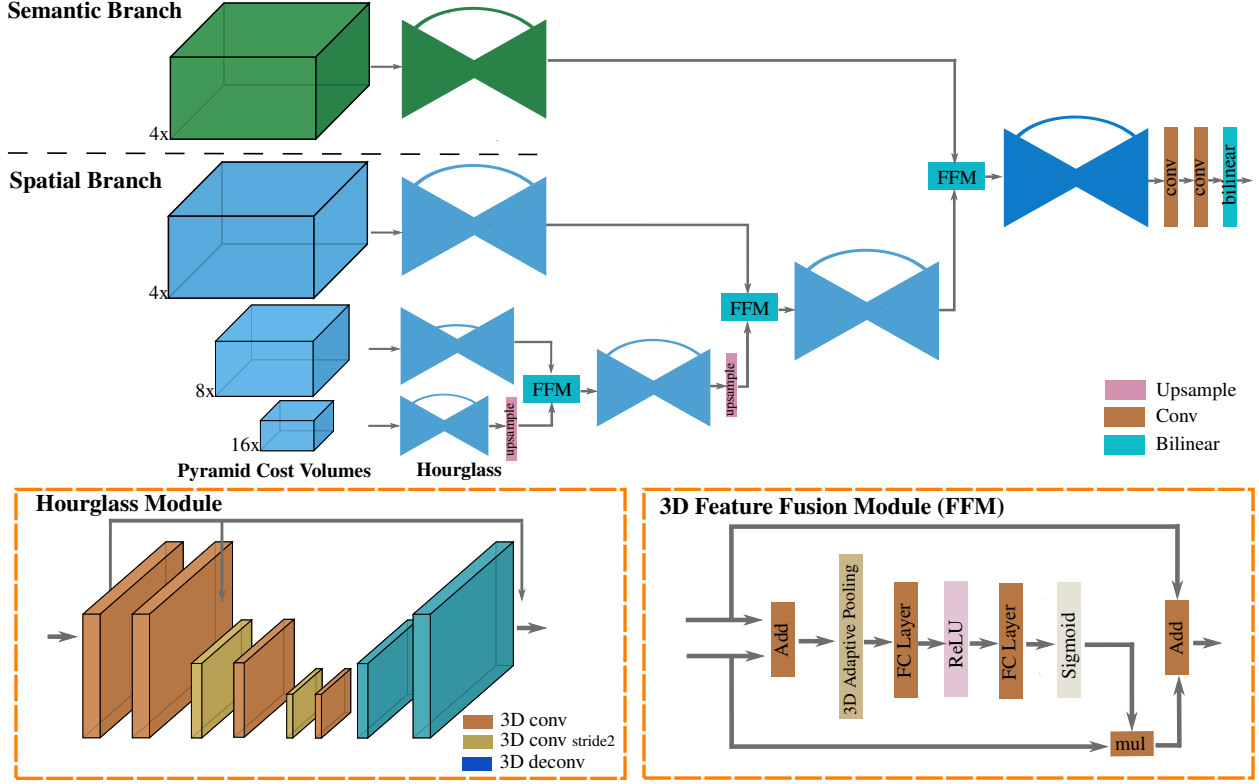 Semantic Branch
4x
Spatial Branch
FFM
conv
conv
bilinear
4x
FFM
8x
FFM
upsample
16x
upsample
Pyramid Cost Volumes
Hourglass
Upsample
Conv
Bilinear
Hourglass Module
3D conv
3D conv stride2
3D deconv
3D Feature Fusion Module (FFM)
Add
3D Adaptive Pooling
FC Layer
ReLU
FC Layer
Sigmoid
Add
mul